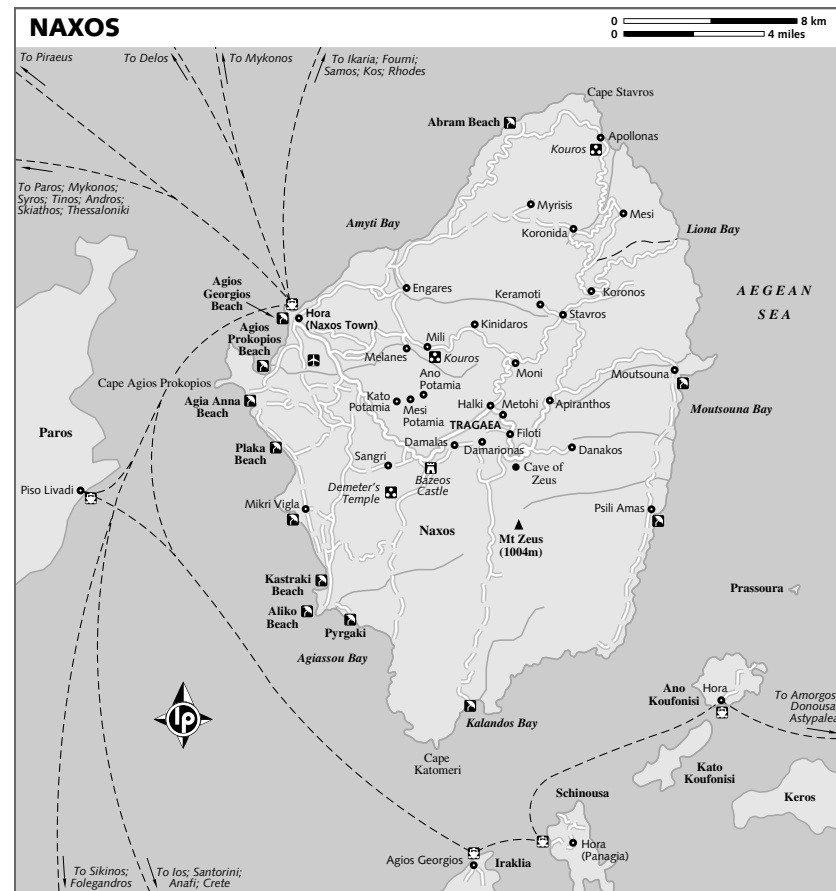 NAXOS
0 8 km
0 4 miles
To Piraeus
To Delos
To Mykonos
To Ikaria; Fourni;
Samos; Kos; Rhodes
Cape Stavros
Abram Beach
Apollonas
Kouros
To Paros; Mykonos;
Syros; Tinos; Andros;
Skiathos; Thessaloniki
Myrisis
Mesi
Amyti Bay
Koronida
Liona Bay
Agios
Georgios
Beach
Engares
Keramoti
Koronos
AEGEAN
SEA
Hora
(Naxos Town)
Stavros
Kinidaros
Agios
Prokopios
Beach
Mili
Melanes
Kouros
Moni
Moutsouna
Cape Agios Prokopios
Ano
Potamia
Kato
Potamia
Mesi
Potamia
Halki
Metohi
Apiranthos
Agia Anna
Beach
Moutsouna Bay
TRAGAEA
Paros
Filoti
Plaka
Beach
Damalas
Damarionas
Danakos
Sangri
Cave of
Zeus
Bazeos
Castle
Piso Livadi
Demeter's
Temple
Mikri Vigla
Psili Amas
Naxos
Mt Zeus
(1004m)
Kastraki
Beach
Prassoura
Aliko
Beach
Pyrgaki
Agiassou Bay
Ano
Koufonisi
Hora
To Amorgos;
Donousa;
Astypalea
lp
Kalandos Bay
Cape
Katomeri
Kato
Koufonisi
Schinousa
Keros
Hora
(Panagia)
Agios Georgios
Iraklia
To Sikinos;
Folegandros
To Ios; Santorini;
Anafi; Crete